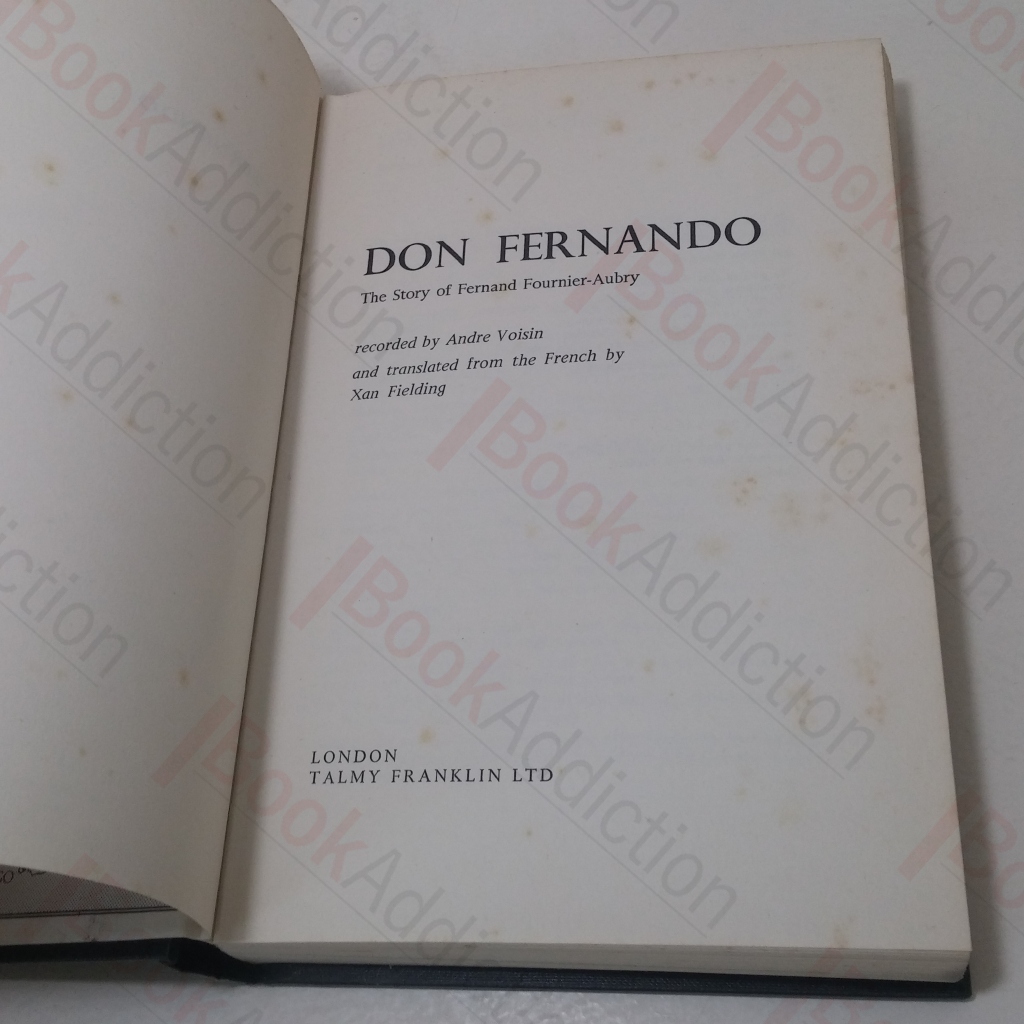 DON FERNANDO
The Story of Fernand Fournier-Aubry
recorded by Andre Voisin
and translated from the French by
Xan Fielding
LONDON
TALMY FRANKLIN LTD
BookAddiction